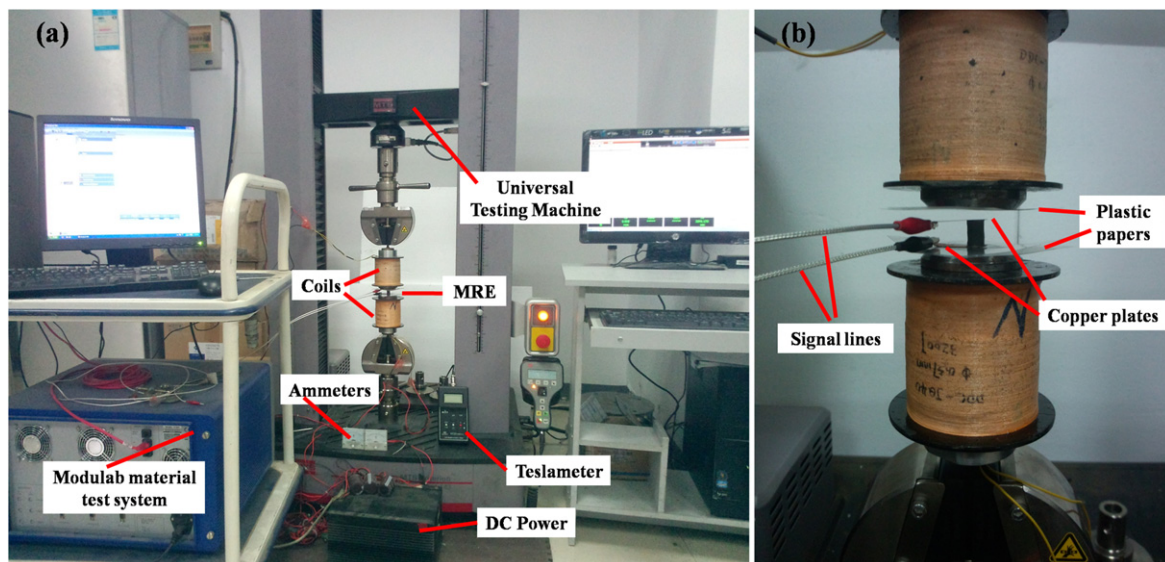 (a)
Universal
Testing Machine
Coils
MRE
Ammeters
Modulab material
test system
Teslameter
DC Power
(b)
Plastic
papers
Copper plates
Signal lines
N